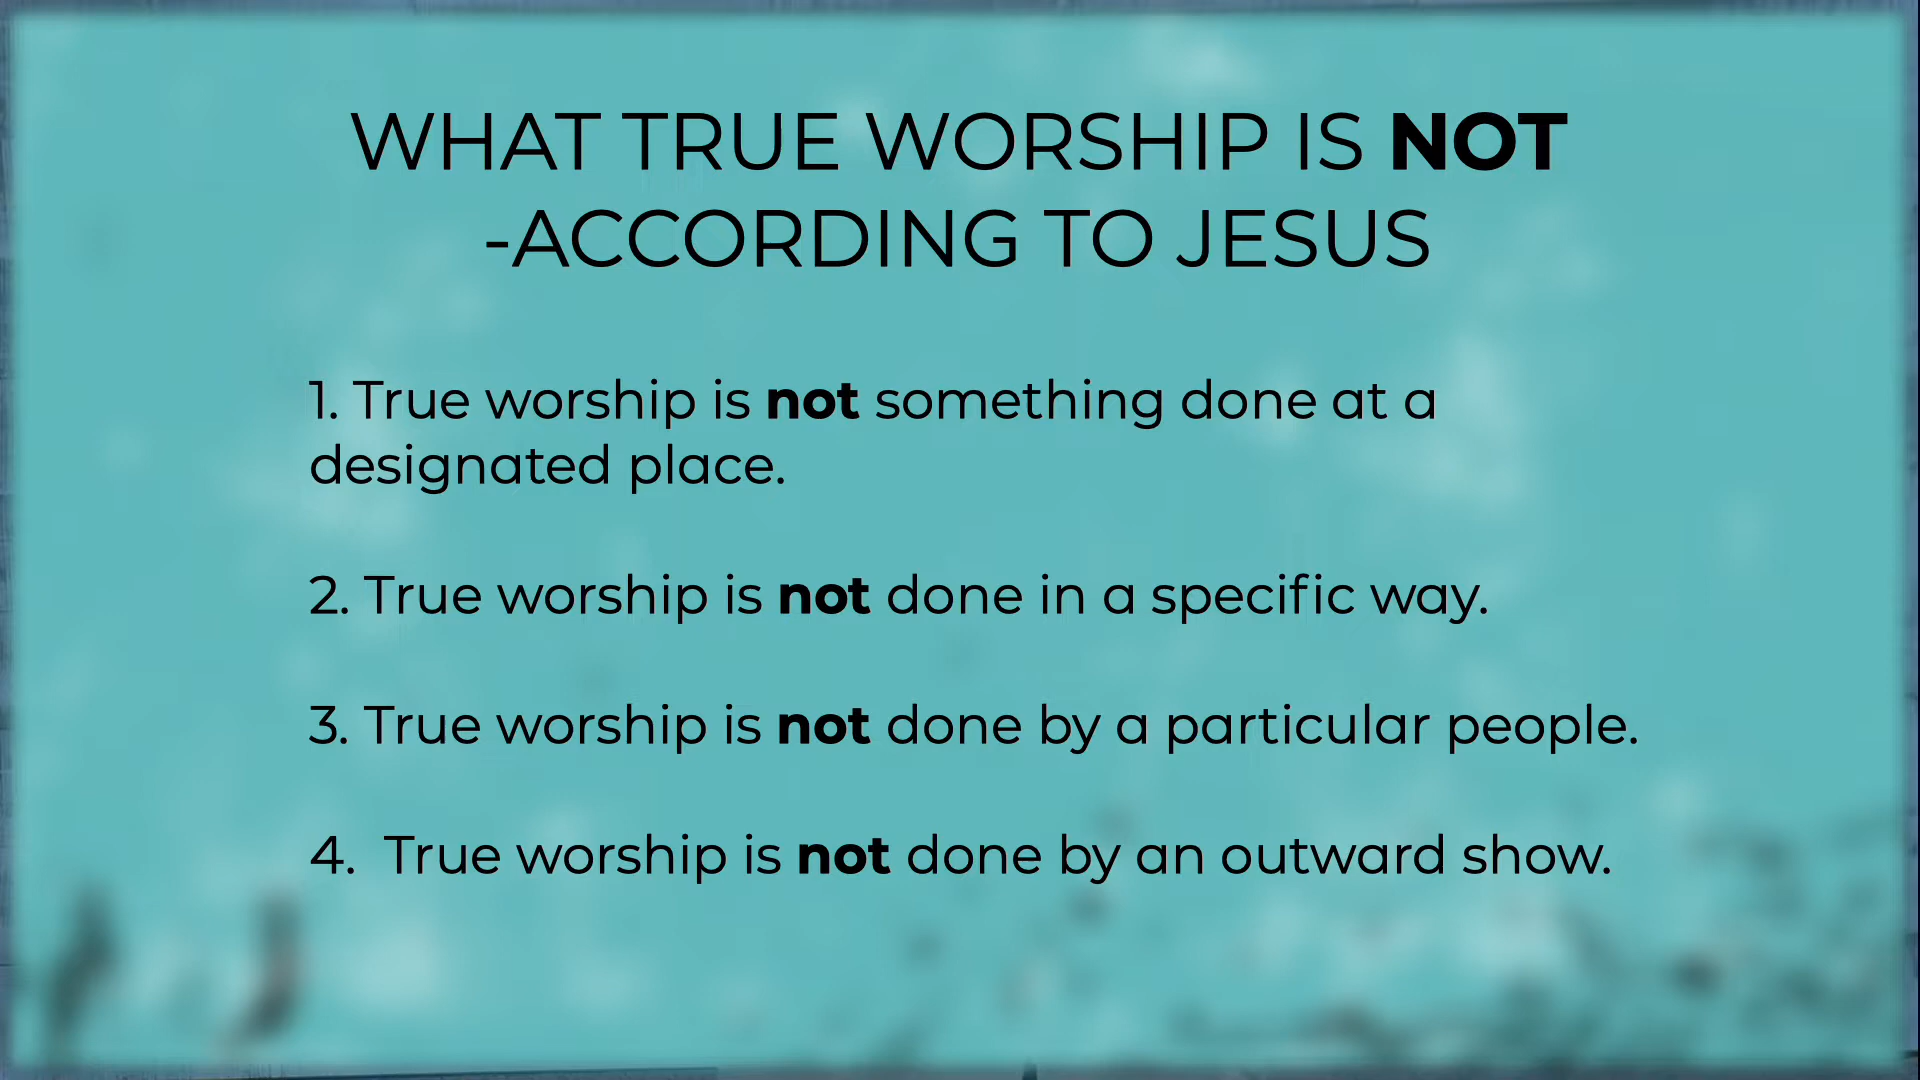 WHAT TRUE WORSHIP IS NOT
-ACCORDING TO JESUS
1. True worship is not something done at a
designated place.
2. True worship is not done in a specific way.
3. True worship is not done by a particular people.
4.  True worship is not done by an outward show.